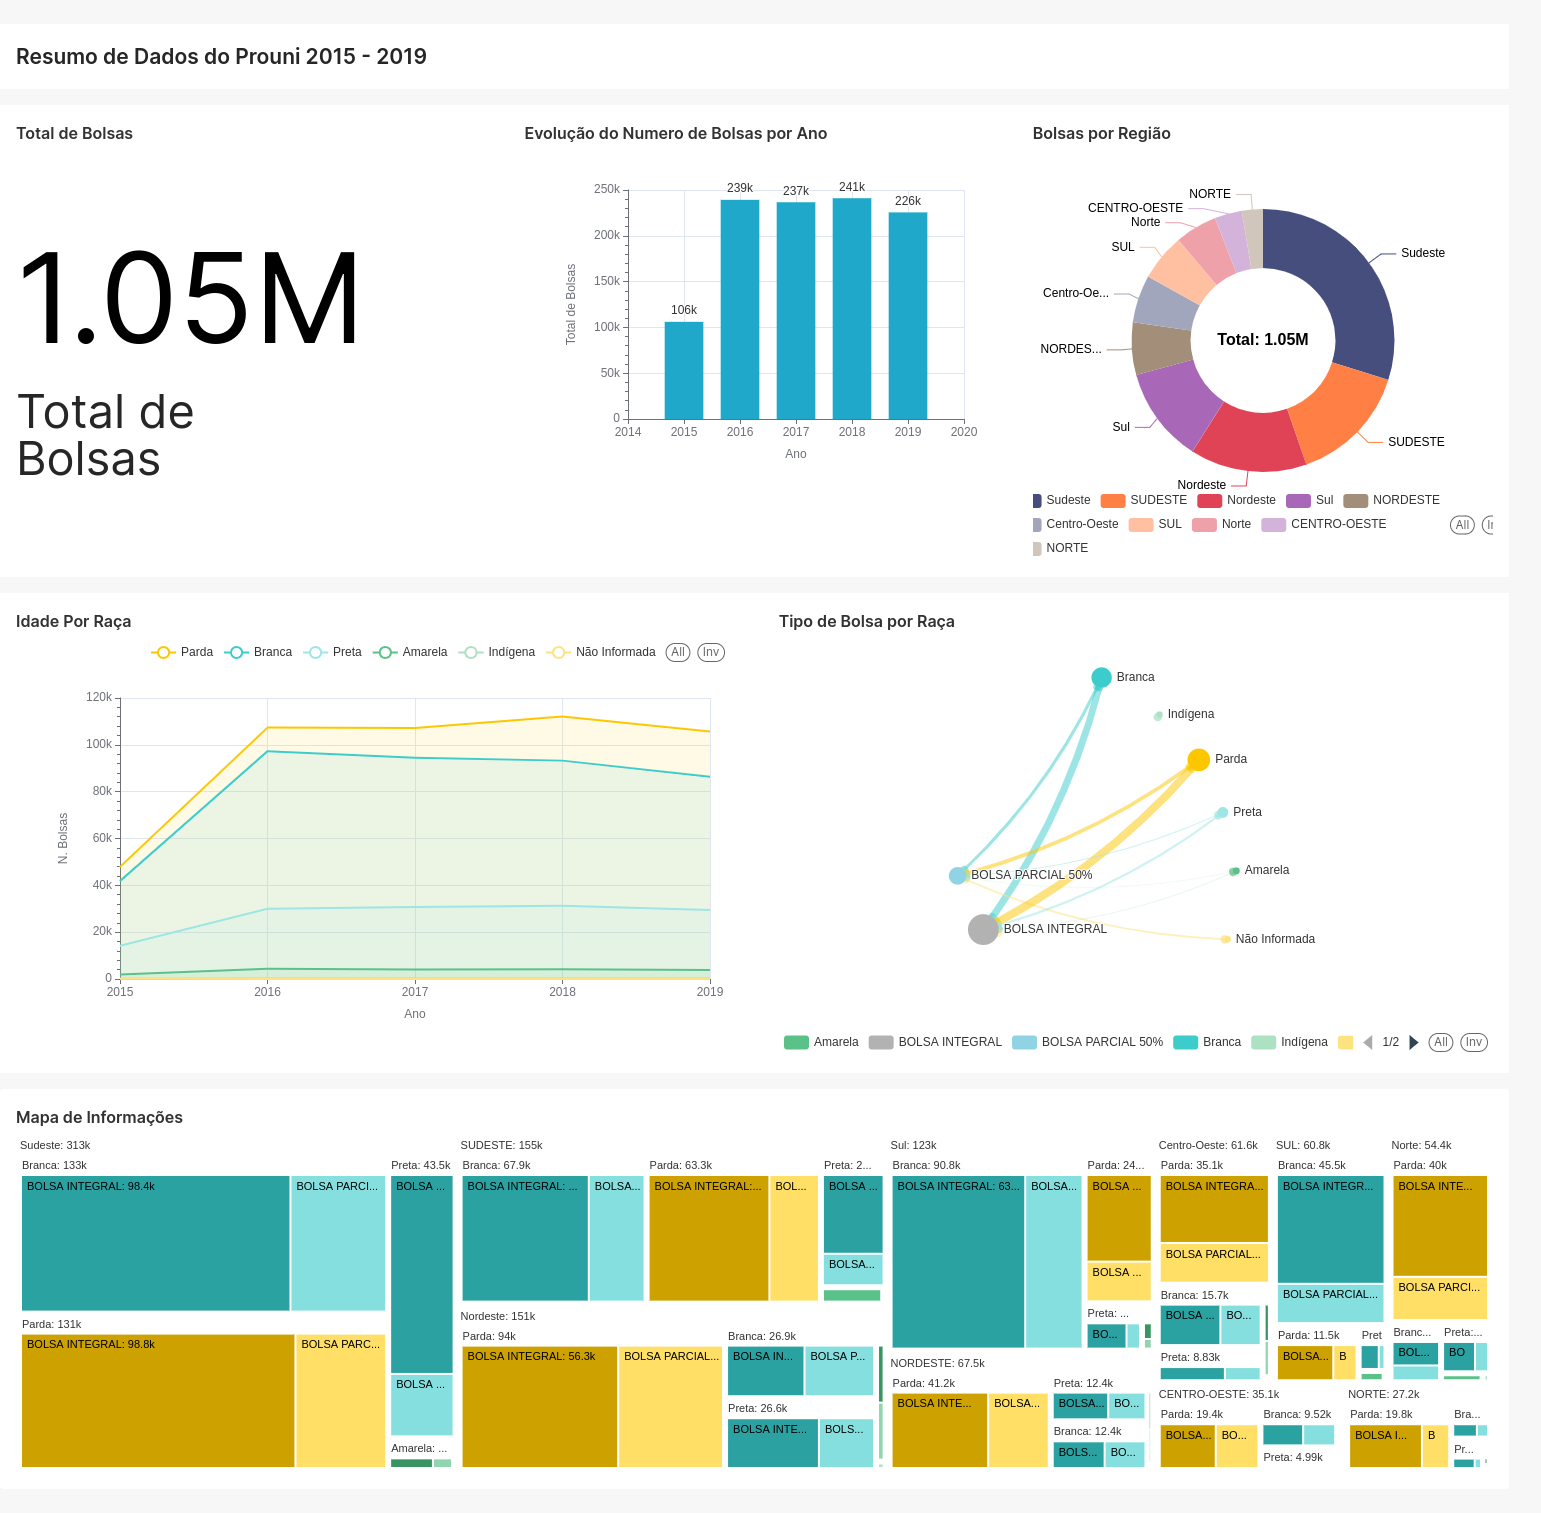 Resumo de Dados do Prouni 2015 - 2019
Total de Bolsas
1.05M
Total de
Bolsas
Evolução do Numero de Bolsas por Ano
250k
200k
150k
100k
50k
0
Total de Bolsas
106k
239k
237k
241k
226k
2014 2015 2016 2017 2018 2019 2020
Ano
Bolsas por Região
NORTE
CENTRO-OESTE
Norte
SUL
Centro-Oe...
NORDES...
Sul
Nordeste
Sudeste
SUDESTE
Total: 1.05M
Sudeste SUDESTE Nordeste Sul NORDESTE
Centro-Oeste SUL Norte CENTRO-OESTE All
NORTE
Idade Por Raça
Parda Branca Preta Amarela Indígena Não Informada All Inv
120k
100k
80k
60k
40k
20k
0
N. Bolsas
2015 2016 2017 2018 2019
Ano
Tipo de Bolsa por Raça
Branca
Indígena
Parda
Preta
Amarela
BOLSA PARCIAL 50%
BOLSA INTEGRAL
Não Informada
Amarela BOLSA INTEGRAL BOLSA PARCIAL 50% Branca Indígena 1/2 All Inv
Mapa de Informações
Sudeste: 313k
Branca: 133k
BOLSA INTEGRAL: 98.4k
BOLSA PARCI...
Parda: 131k
BOLSA INTEGRAL: 98.8k
BOLSA PARC...
Preta: 43.5k
BOLSA ...
BOLSA ...
Amarela: ...
SUDESTE: 155k
Branca: 67.9k
BOLSA INTEGRAL: ...
BOLSA...
Parda: 63.3k
BOLSA INTEGRAL:...
BOL...
Preta: 2...
BOLSA ...
BOLSA...
Nordeste: 151k
Parda: 94k
BOLSA INTEGRAL: 56.3k
BOLSA PARCIAL...
Branca: 26.9k
BOLSA IN...
BOLSA P...
Preta: 26.6k
BOLSA INTE...
BOLS...
Sul: 123k
Branca: 90.8k
BOLSA INTEGRAL: 63...
BOLSA...
Parda: 24...
BOLSA ...
BOLSA ...
Preta: ...
BO...
NORDESTE: 67.5k
Parda: 41.2k
BOLSA INTE...
BOLSA...
Preta: 12.4k
BOLSA...
BO...
Branca: 12.4k
BOLS...
BO...
Centro-Oeste: 61.6k
Parda: 35.1k
BOLSA INTEGRA...
BOLSA PARCIAL...
Branca: 15.7k
BOLSA ...
BO...
Preta: 8.83k
SUL: 60.8k
Branca: 45.5k
BOLSA INTEGR...
BOLSA PARCIAL...
Parda: 11.5k
BOLSA...
B
Pret
Norte: 54.4k
Parda: 40k
BOLSA INTE...
BOLSA PARCI...
Branc...
BOL...
Preta:...
BO
CENTRO-OESTE: 35.1k
Parda: 19.4k
BOLSA...
BO...
Branca: 9.52k
Preta: 4.99k
NORTE: 27.2k
Parda: 19.8k
BOLSA I...
B
Bra...
Pr...